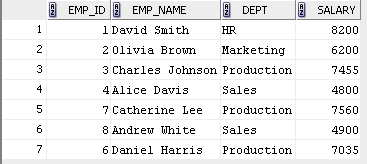 EMP_ID EMP_NAME DEPT SALARY
1 1 David Smith HR 8200
2 2 Olivia Brown Marketing 6200
3 3 Charles Johnson Production 7455
4 4 Alice Davis Sales 4800
5 7 Catherine Lee Production 7560
6 8 Andrew White Sales 4900
7 6 Daniel Harris Production 7035